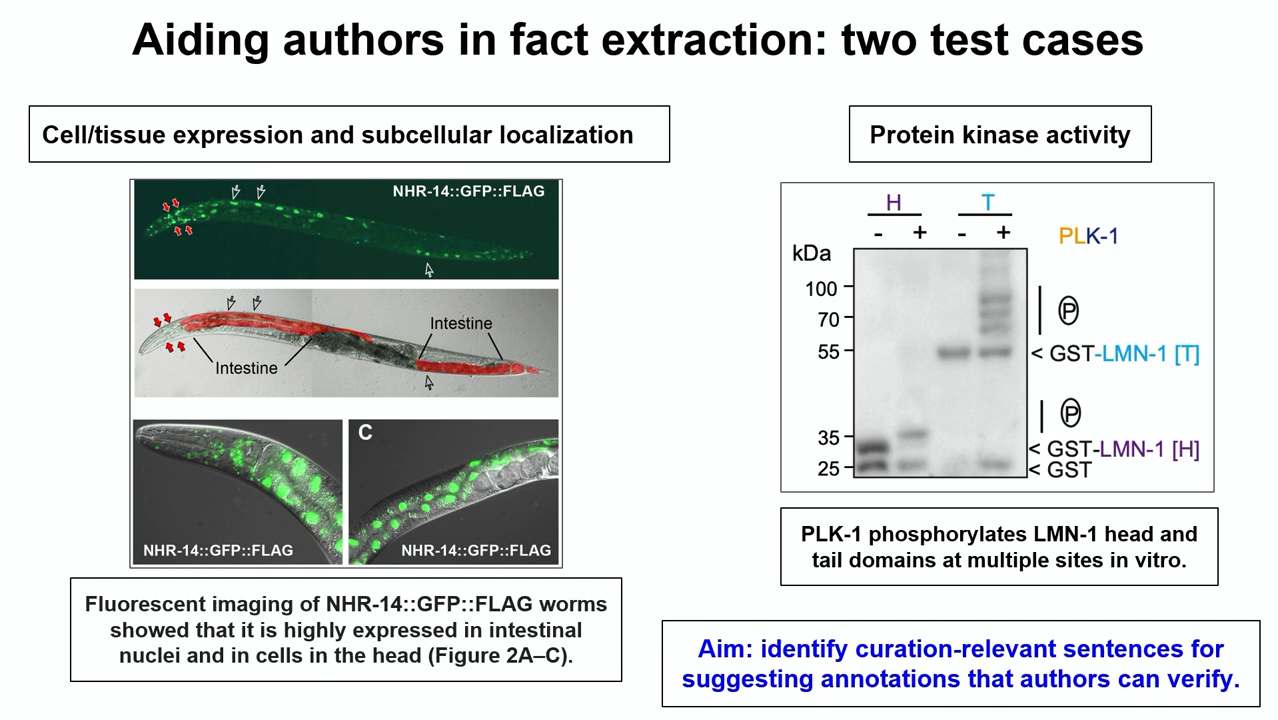 Aiding authors in fact extraction: two test cases
Cell/tissue expression and subcellular localization
NHR-14::GFP::FLAG
Intestine
Intestine
C
NHR-14::GFP::FLAG
NHR-14::GFP::FLAG
Fluorescent imaging of NHR-14::GFP::FLAG worms
showed that it is highly expressed in intestinal
nuclei and in cells in the head (Figure 2A–C).
Protein kinase activity
H T
- + - + PLK-1
kDa
100
70
55
35
25
P
< GST-LMN-1 [T]
P
< GST-LMN-1 [H]
< GST
PLK-1 phosphorylates LMN-1 head and
tail domains at multiple sites in vitro.
Aim: identify curation-relevant sentences for
suggesting annotations that authors can verify.